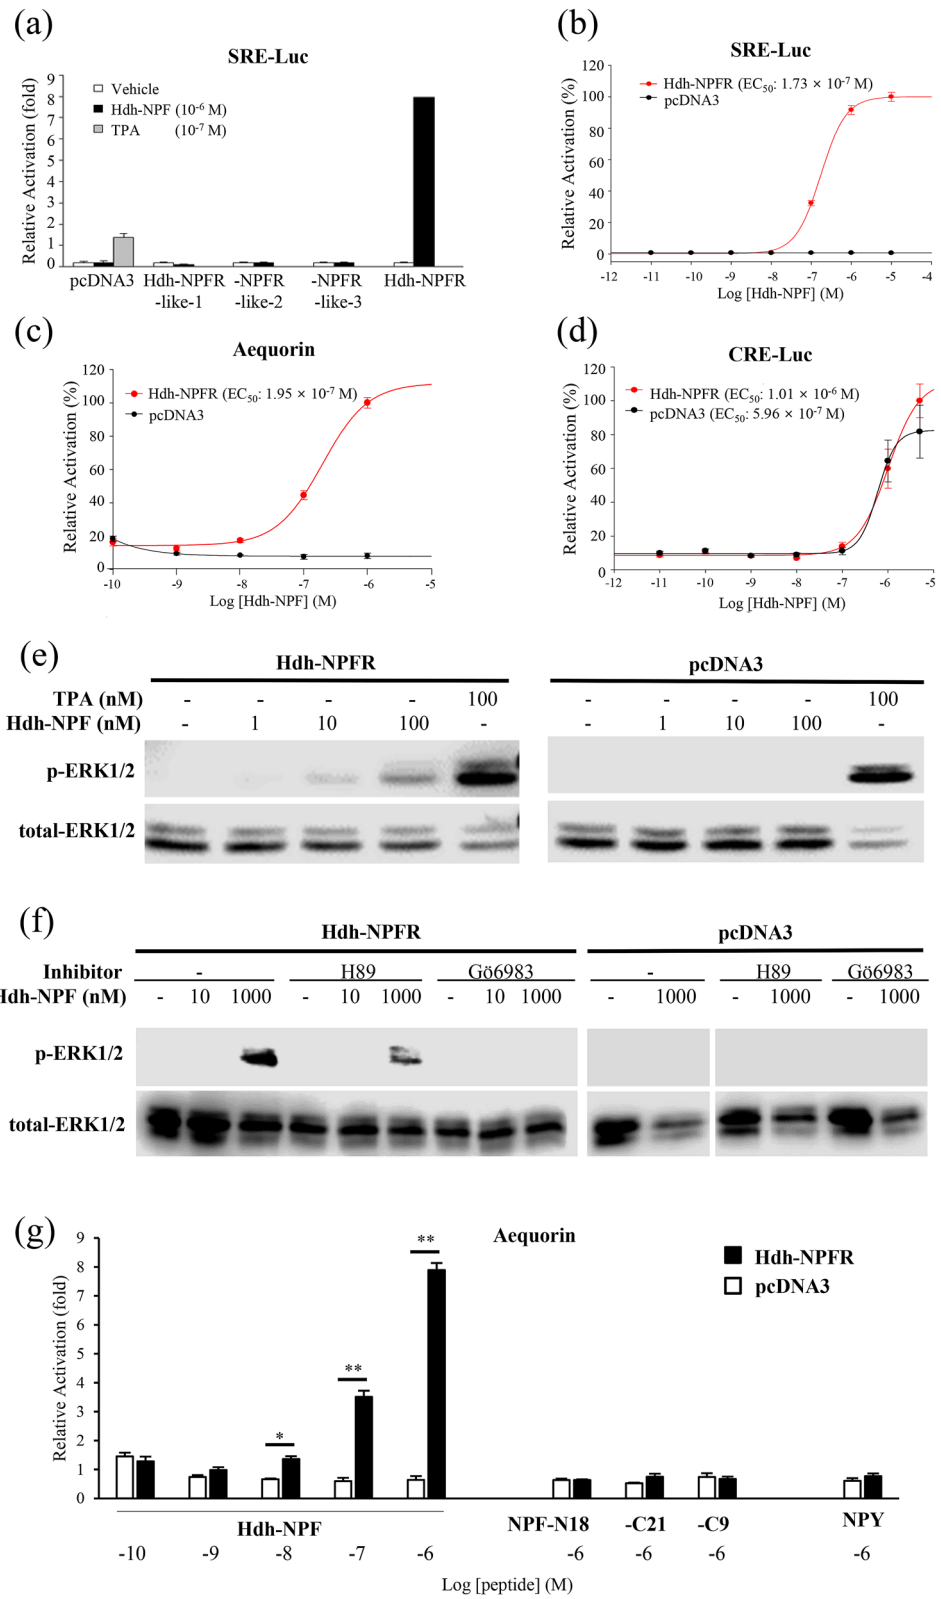 (a)
SRE-Luc
Relative Activation (fold)
9
8
7
6
5
4
3
2
1
0
Vehicle
Hdh-NPF (10-6 M)
TPA (10-7 M)
pcDNA3 Hdh-NPFR -NPFR -NPFR Hdh-NPFR
-like-1 -like-2 -like-3
(b)
SRE-Luc
Relative Activation (%)
120
100
80
60
40
20
0
Hdh-NPFR (EC50: 1.73 × 10-7 M)
pcDNA3
-12 -11 -10 -9 -8 -7 -6 -5 -4
Log [Hdh-NPF] (M)
(c)
Aequorin
Relative Activation (%)
120
100
80
60
40
20
0
Hdh-NPFR (EC50: 1.95 × 10-7 M)
pcDNA3
-10 -9 -8 -7 -6 -5
Log [Hdh-NPF] (M)
(d)
CRE-Luc
Relative Activation (%)
120
100
80
60
40
20
0
Hdh-NPFR (EC50: 1.01 × 10-6 M)
pcDNA3 (EC50: 5.96 × 10-7 M)
-12 -11 -10 -9 -8 -7 -6 -5
Log [Hdh-NPF] (M)
(e)
Hdh-NPFR pcDNA3
TPA (nM) - - - - 100 - - - - 100
Hdh-NPF (nM) - 1 10 100 - - 1 10 100 -
p-ERK1/2
total-ERK1/2
(f)
Hdh-NPFR pcDNA3
Inhibitor - H89 Gö6983 - H89 Gö6983
Hdh-NPF (nM) - 10 1000 - 10 1000 - 10 1000 - 1000 - 1000 - 1000
p-ERK1/2
total-ERK1/2
(g)
Aequorin
Relative Activation (fold)
9
8
7
6
5
4
3
2
1
0
* ** **
Hdh-NPFR
pcDNA3
Hdh-NPF NPF-N18 -C21 -C9 NPY
-10 -9 -8 -7 -6 -6 -6 -6 -6
Log [peptide] (M)